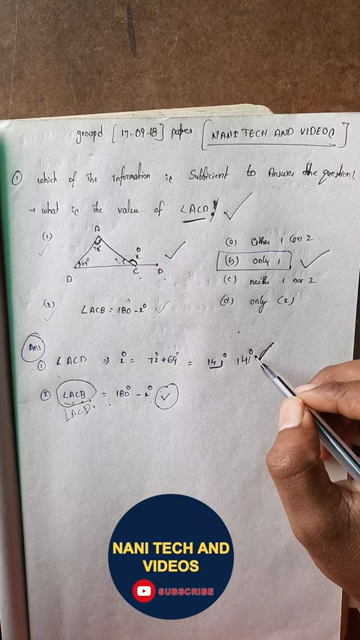 groupd [17-09-18] paper [NANI TECH AND VIDEOS]
① which of the information is Sufficient to Answer the question!
→ what is the value of ∠ACD?
(1) A
72°
x°
69°
B C D
(a) Either 1 (or) 2
(b) only 1
(c) neither 1 nor 2
(d) only (2)
(2) ∠ACB = 180° - x°
Ans
① ∠ACD ⇒ x° = 72° + 69° = 141° 141°
② ∠ACB = 180° - x°
∠ACD
NANI TECH AND
VIDEOS
SUBSCRIBE